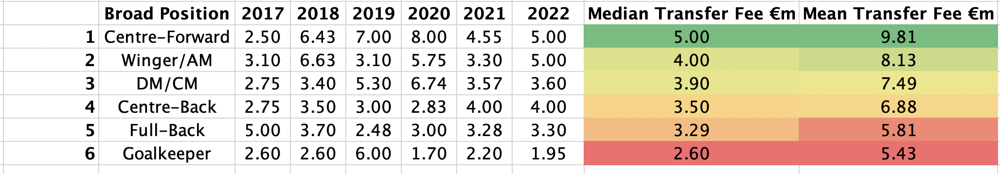 Broad Position 2017 2018 2019 2020 2021 2022 Median Transfer Fee €m Mean Transfer Fee €m
1 Centre-Forward 2.50 6.43 7.00 8.00 4.55 5.00 5.00 9.81
2 Winger/AM 3.10 6.63 3.10 5.75 3.30 5.00 4.00 8.13
3 DM/CM 2.75 3.40 5.30 6.74 3.57 3.60 3.90 7.49
4 Centre-Back 2.75 3.50 3.00 2.83 4.00 4.00 3.50 6.88
5 Full-Back 5.00 3.70 2.48 3.00 3.28 3.30 3.29 5.81
6 Goalkeeper 2.60 2.60 6.00 1.70 2.20 1.95 2.60 5.43